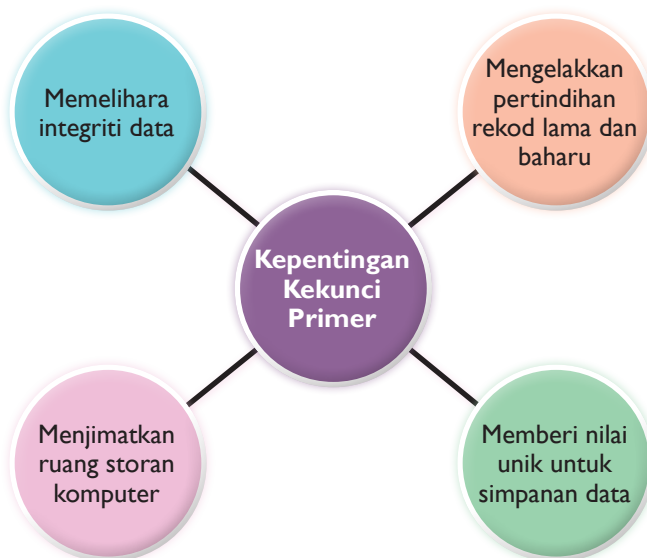 Memelihara
integriti data
Mengelakkan
pertindihan
rekod lama dan
baharu
Kepentingan
Kekunci
Primer
Menjimatkan
ruang storan
komputer
Memberi nilai
unik untuk
simpanan data